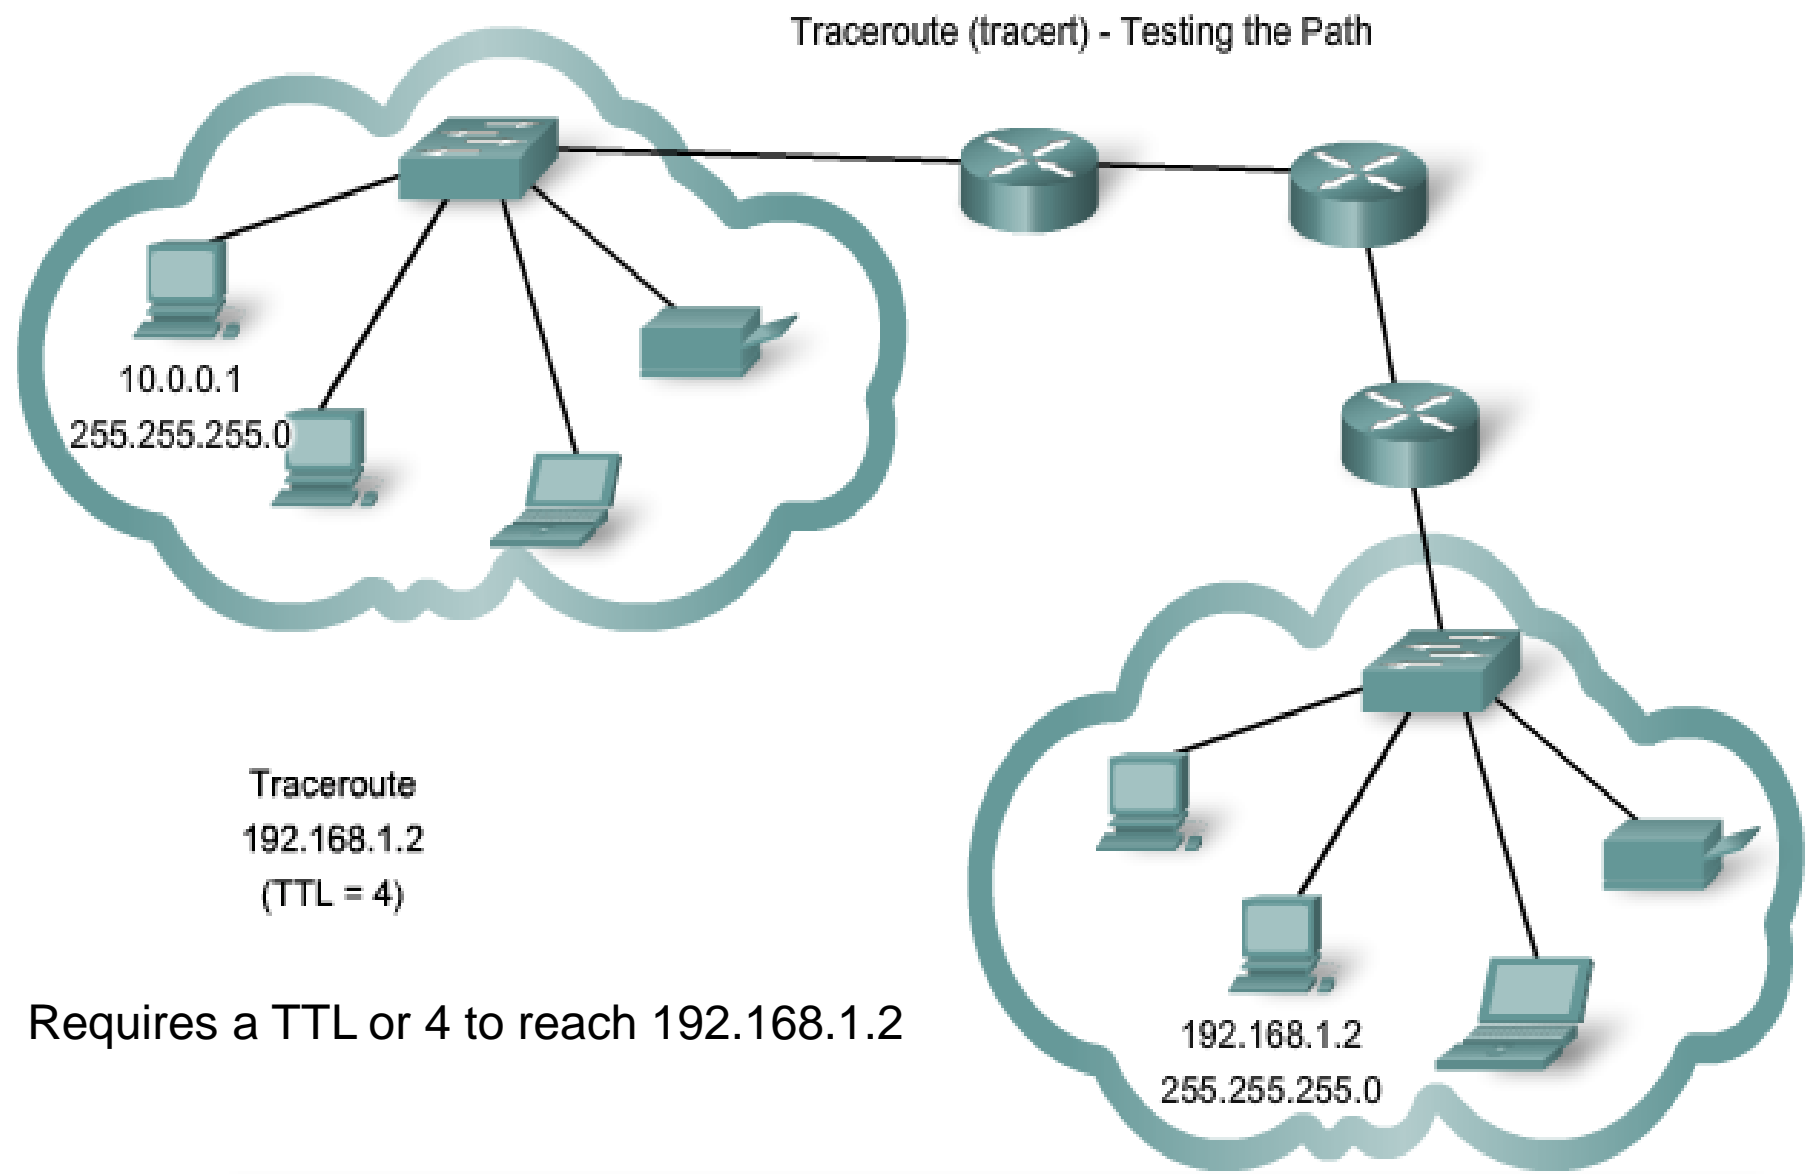 Traceroute (tracert) - Testing the Path
10.0.0.1
255.255.255.0
Traceroute
192.168.1.2
(TTL = 4)
Requires a TTL or 4 to reach 192.168.1.2
192.168.1.2
255.255.255.0